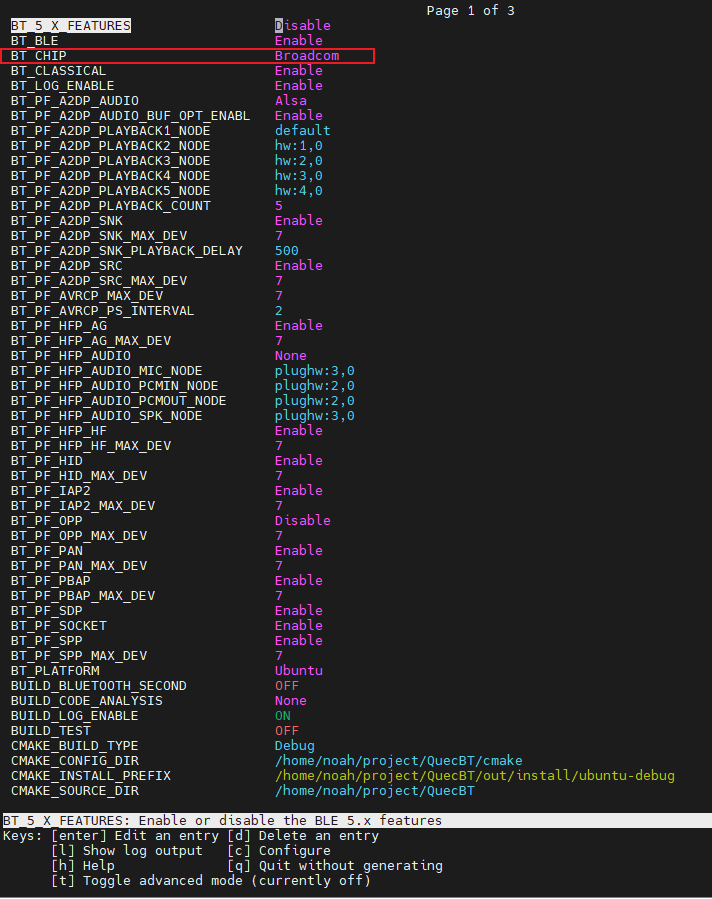 Page 1 of 3
BT_5_X_FEATURES Disable
BT_BLE Enable
BT_CHIP Broadcom
BT_CLASSICAL Enable
BT_LOG_ENABLE Enable
BT_PF_A2DP_AUDIO Alsa
BT_PF_A2DP_AUDIO_BUF_OPT_ENABL Enable
BT_PF_A2DP_PLAYBACK1_NODE default
BT_PF_A2DP_PLAYBACK2_NODE hw:1,0
BT_PF_A2DP_PLAYBACK3_NODE hw:2,0
BT_PF_A2DP_PLAYBACK4_NODE hw:3,0
BT_PF_A2DP_PLAYBACK5_NODE hw:4,0
BT_PF_A2DP_PLAYBACK_COUNT 5
BT_PF_A2DP_SNK Enable
BT_PF_A2DP_SNK_MAX_DEV 7
BT_PF_A2DP_SNK_PLAYBACK_DELAY 500
BT_PF_A2DP_SRC Enable
BT_PF_A2DP_SRC_MAX_DEV 7
BT_PF_AVRCP_MAX_DEV 7
BT_PF_AVRCP_PS_INTERVAL 2
BT_PF_HFP_AG Enable
BT_PF_HFP_AG_MAX_DEV 7
BT_PF_HFP_AUDIO None
BT_PF_HFP_AUDIO_MIC_NODE plughw:3,0
BT_PF_HFP_AUDIO_PCMIN_NODE plughw:2,0
BT_PF_HFP_AUDIO_PCMOUT_NODE plughw:2,0
BT_PF_HFP_AUDIO_SPK_NODE plughw:3,0
BT_PF_HFP_HF Enable
BT_PF_HFP_HF_MAX_DEV 7
BT_PF_HID Enable
BT_PF_HID_MAX_DEV 7
BT_PF_IAP2 Enable
BT_PF_IAP2_MAX_DEV 7
BT_PF_OPP Disable
BT_PF_OPP_MAX_DEV 7
BT_PF_PAN Enable
BT_PF_PAN_MAX_DEV 7
BT_PF_PBAP Enable
BT_PF_PBAP_MAX_DEV 7
BT_PF_SDP Enable
BT_PF_SOCKET Enable
BT_PF_SPP Enable
BT_PF_SPP_MAX_DEV 7
BT_PLATFORM Ubuntu
BUILD_BLUETOOTH_SECOND OFF
BUILD_CODE_ANALYSIS None
BUILD_LOG_ENABLE ON
BUILD_TEST OFF
CMAKE_BUILD_TYPE Debug
CMAKE_CONFIG_DIR /home/noah/project/QuecBT/cmake
CMAKE_INSTALL_PREFIX /home/noah/project/QuecBT/out/install/ubuntu-debug
CMAKE_SOURCE_DIR /home/noah/project/QuecBT
BT_5_X_FEATURES: Enable or disable the BLE 5.x features
Keys: [enter] Edit an entry [d] Delete an entry
[l] Show log output [c] Configure
[h] Help [q] Quit without generating
[t] Toggle advanced mode (currently off)